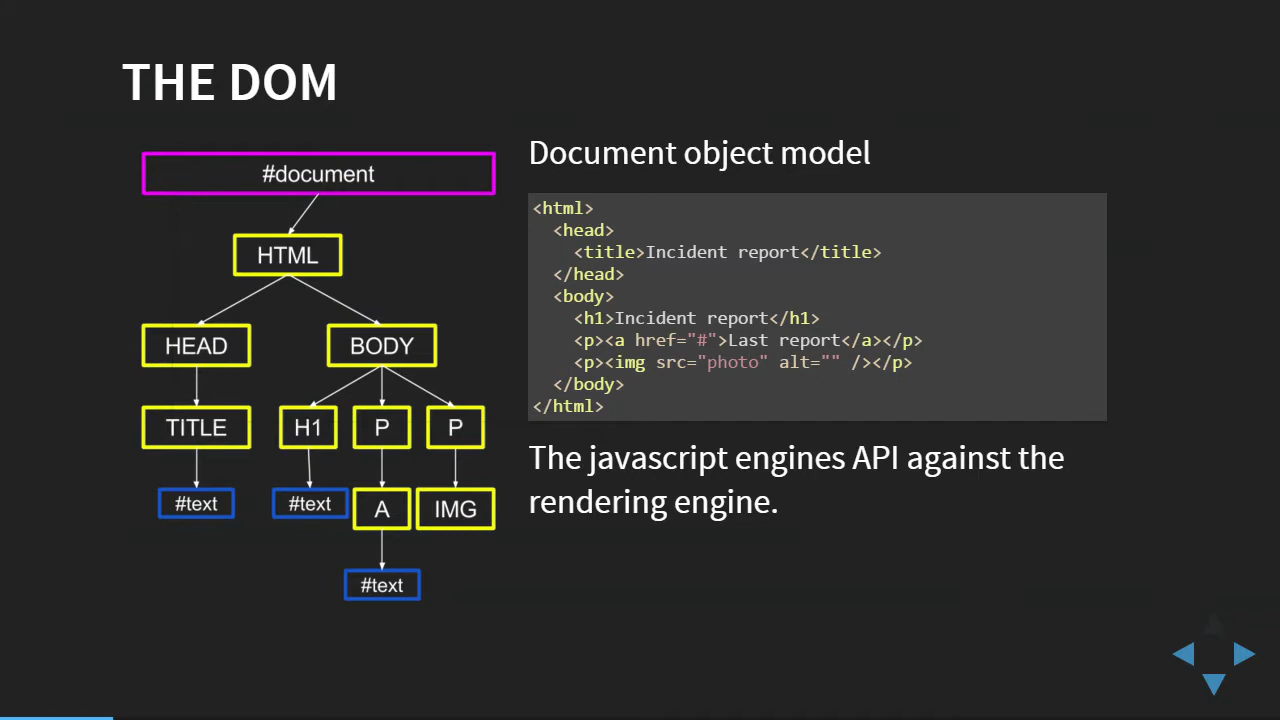 THE DOM
#document
HTML
HEAD BODY
TITLE H1 P P
#text #text A IMG
#text
Document object model
<html>
  <head>
    <title>Incident report</title>
  </head>
  <body>
    <h1>Incident report</h1>
    <p><a href="#">Last report</a></p>
    <p><img src="photo" alt="" /></p>
  </body>
</html>
The javascript engines API against the
rendering engine.